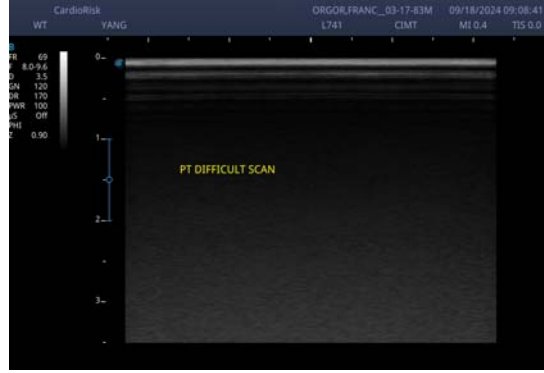 CardioRisk ORGOR,FRANC__03-17-83M 09/18/2024 09:08:41
WT YANG L741 CIMT MI 0.4 TIS 0.0
B
FR 69
F 8.0-9.6
D 3.5
GN 120
DR 170
PWR 100
µS Off
PHI
Z 0.90
0
1
PT DIFFICULT SCAN
2
3